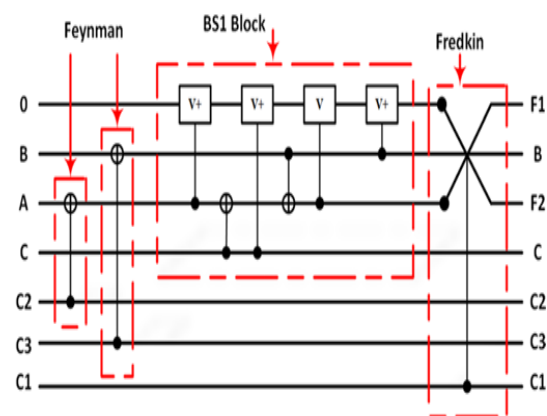 Feynman
BS1 Block
Fredkin
0 V+ V+ V V+ F1
B B
A F2
C C
C2 C2
C3 C3
C1 C1